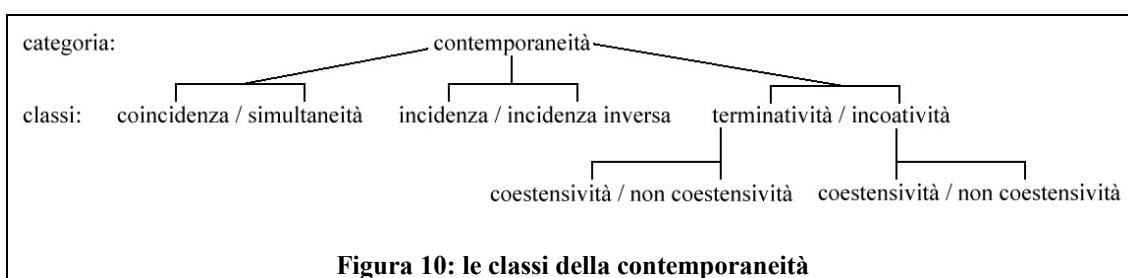 categoria: contemporaneità
classi: coincidenza / simultaneità incidenza / incidenza inversa terminatività / incoatività
coestensività / non coestensività coestensività / non coestensività
Figura 10: le classi della contemporaneità